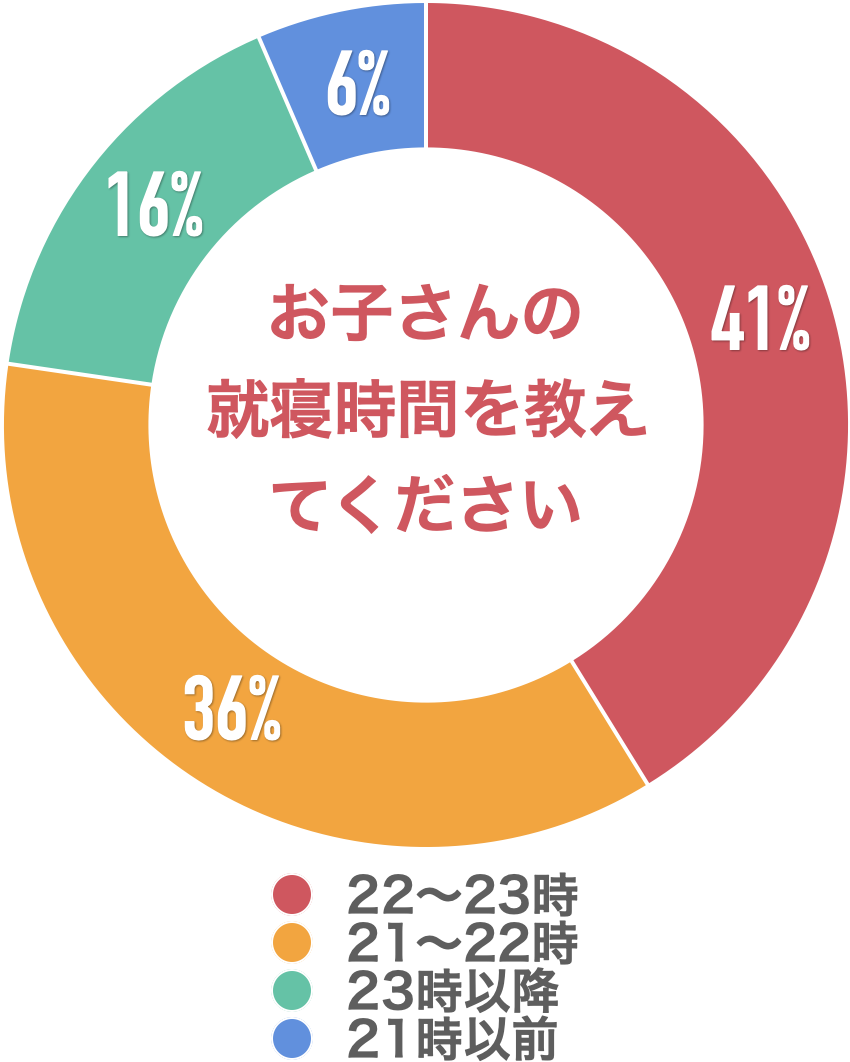 6%
16%
41%
お子さんの
就寝時間を教え
てください
36%
22〜23時
21〜22時
23時以降
21時以前